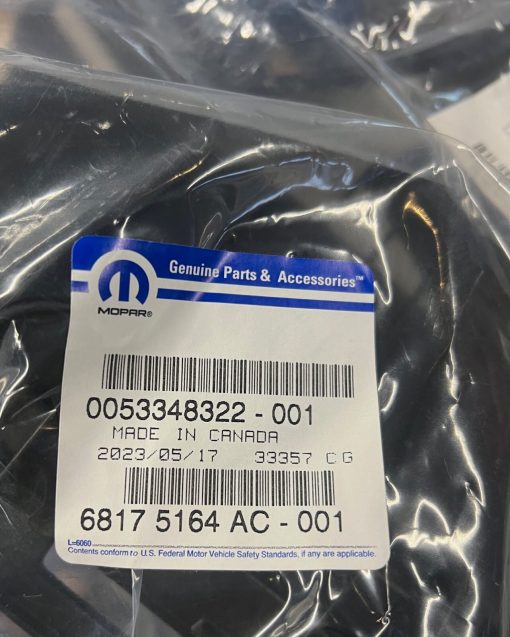 Genuine Parts & Accessories™
MOPAR®
0053348322-001
MADE IN CANADA
2023/05/17 33357 CG
6817 5164 AC-001
L=6060
Contents conform to U.S. Federal Motor Vehicle Safety Standards, if any are applicable.